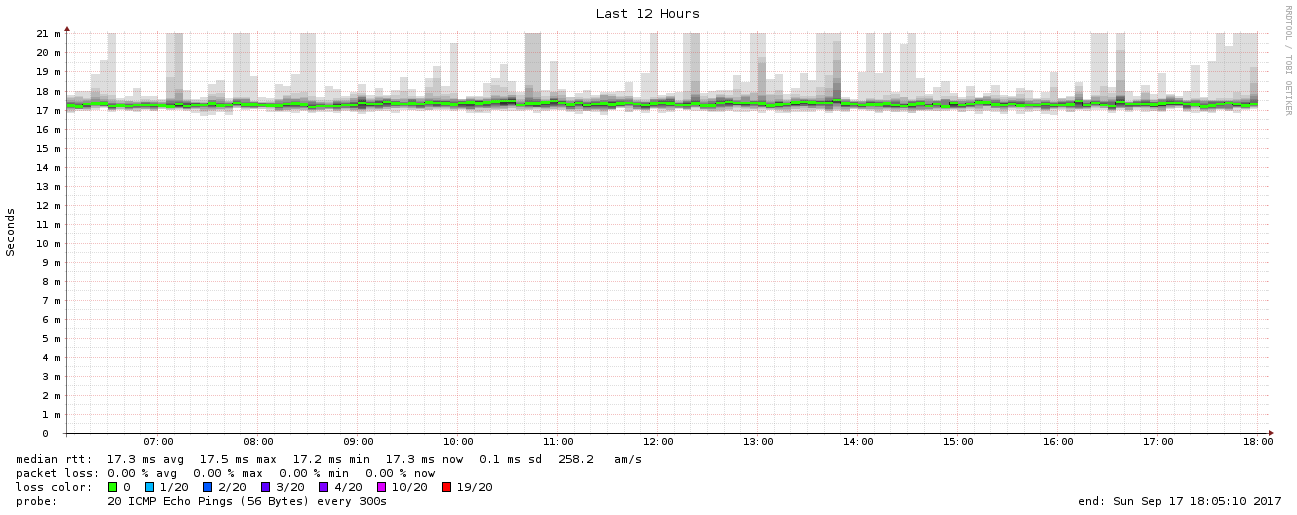 Last 12 Hours
RRDTOOL / TOBI OETIKER
21 m
20 m
19 m
18 m
17 m
16 m
15 m
14 m
13 m
12 m
11 m
10 m
9 m
8 m
7 m
6 m
5 m
4 m
3 m
2 m
1 m
0
Seconds
07:00 08:00 09:00 10:00 11:00 12:00 13:00 14:00 15:00 16:00 17:00 18:00
median rtt: 17.3 ms avg 17.5 ms max 17.2 ms min 17.3 ms now 0.1 ms sd 258.2 am/s
packet loss: 0.00 % avg 0.00 % max 0.00 % min 0.00 % now
loss color: 0 1/20 2/20 3/20 4/20 10/20 19/20
probe: 20 ICMP Echo Pings (56 Bytes) every 300s end: Sun Sep 17 18:05:10 2017